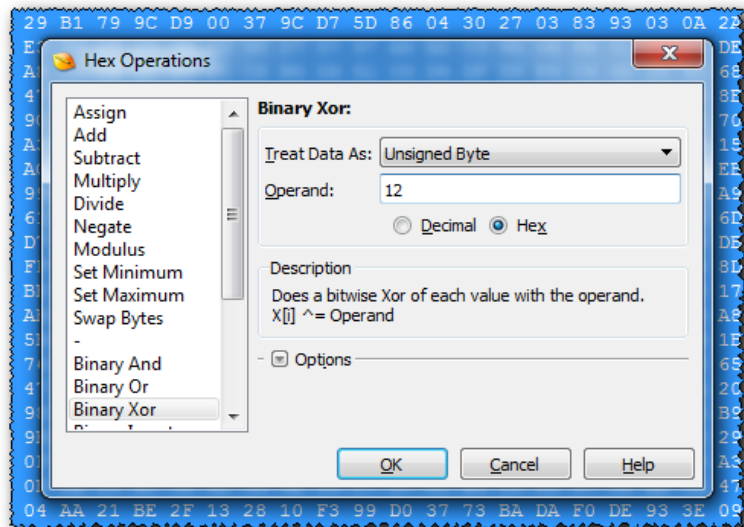 29 B1 79 9C D9 00 37 9C D7 5D 86 04 30 27 03 83 93 03 0A 2A
Hex Operations
Assign
Add
Subtract
Multiply
Divide
Negate
Modulus
Set Minimum
Set Maximum
Swap Bytes
-
Binary And
Binary Or
Binary Xor
Binary Xor:
Treat Data As: Unsigned Byte
Operand: 12
Decimal Hex
Description
Does a bitwise Xor of each value with the operand.
X[i] ^= Operand
Options
OK Cancel Help
04 AA 21 BE 2F 13 28 10 F3 99 D0 37 73 BA DA F0 DE 93 3E 09